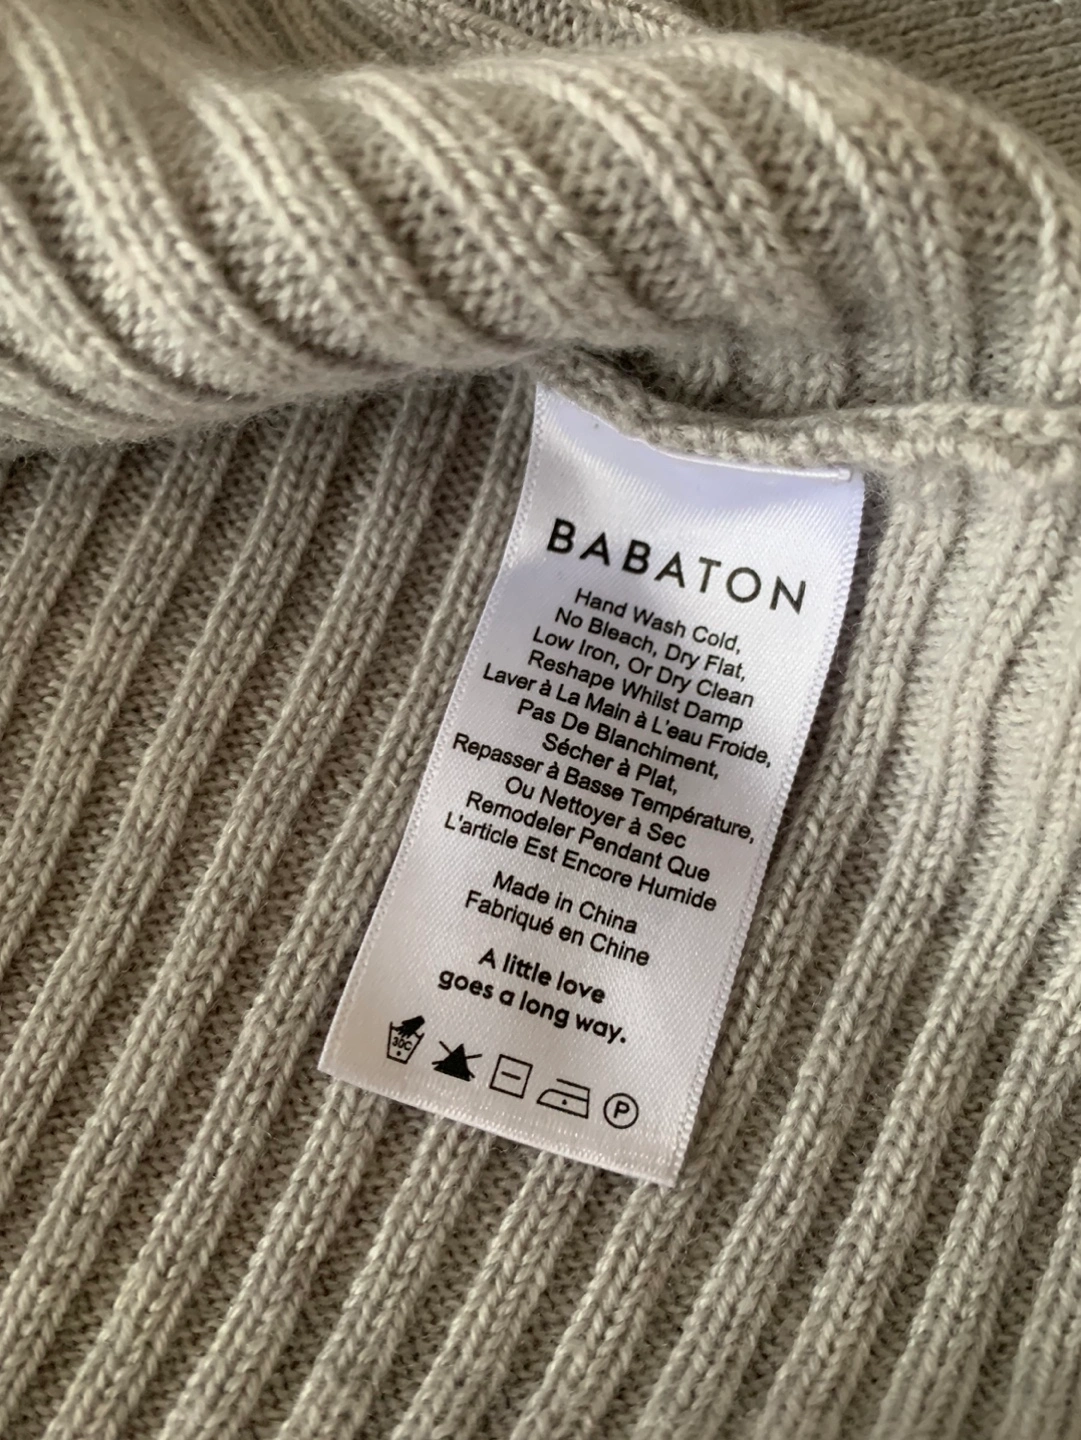 BABATON
Hand Wash Cold,
No Bleach, Dry Flat,
Low Iron, Or Dry Clean
Reshape Whilst Damp
Laver à La Main à L'eau Froide,
Pas De Blanchiment,
Sécher à Plat,
Repasser à Basse Température,
Ou Nettoyer à Sec
Remodeler Pendant Que
L'article Est Encore Humide
Made in China
Fabriqué en Chine
A little love
goes a long way.
30C P